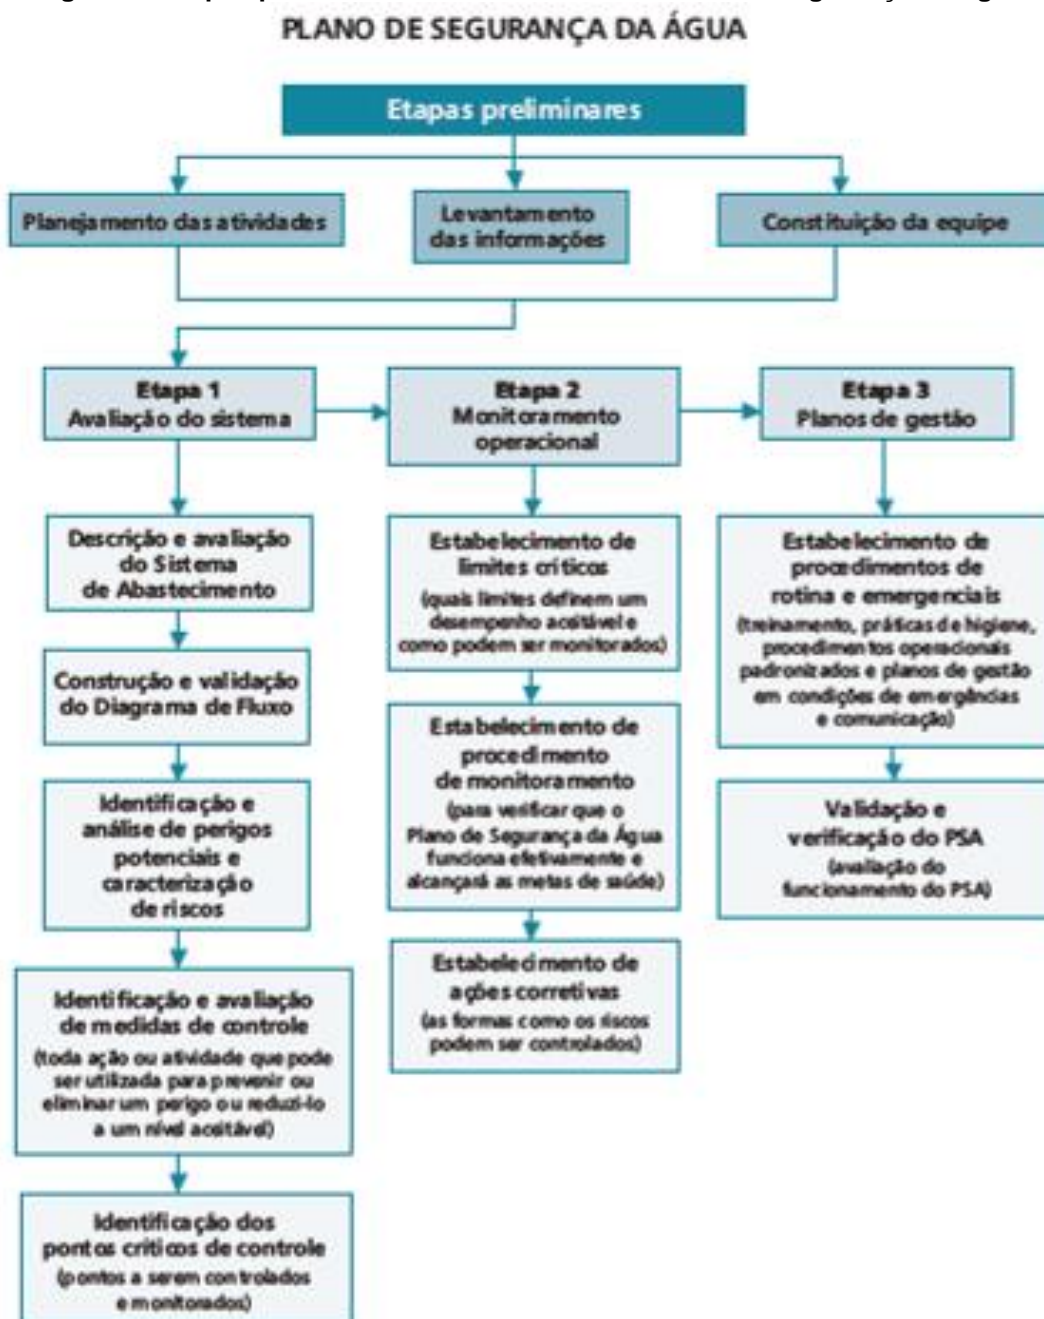 PLANO DE SEGURANÇA DA ÁGUA
Etapas preliminares
Planejamento das atividades
Levantamento
das informações
Constituição da equipe
Etapa 1
Avaliação do sistema
Etapa 2
Monitoramento
operacional
Etapa 3
Planos de gestão
Descrição e avaliação
do Sistema
de Abastecimento
Construção e validação
do Diagrama de Fluxo
Identificação e
análise de perigos
potenciais e
caracterização
de riscos
Identificação e avaliação
de medidas de controle
(toda ação ou atividade que pode
ser utilizada para prevenir ou
eliminar um perigo ou reduzi-lo
a um nível aceitável)
Identificação dos
pontos críticos de controle
(pontos a serem controlados
e monitorados)
Estabelecimento de
limites críticos
(quais limites definem um
desempenho aceitável e
como podem ser monitorados)
Estabelecimento de
procedimento
de monitoramento
(para verificar que o
Plano de Segurança da Água
funciona efetivamente e
alcançará as metas de saúde)
Estabelecimento de
ações corretivas
(as formas como os riscos
podem ser controlados)
Estabelecimento de
procedimentos de
rotina e emergenciais
(treinamento, práticas de higiene,
procedimentos operacionais
padronizados e planos de gestão
em condições de emergências
e comunicação)
Validação e
verificação do PSA
(avaliação do
funcionamento do PSA)